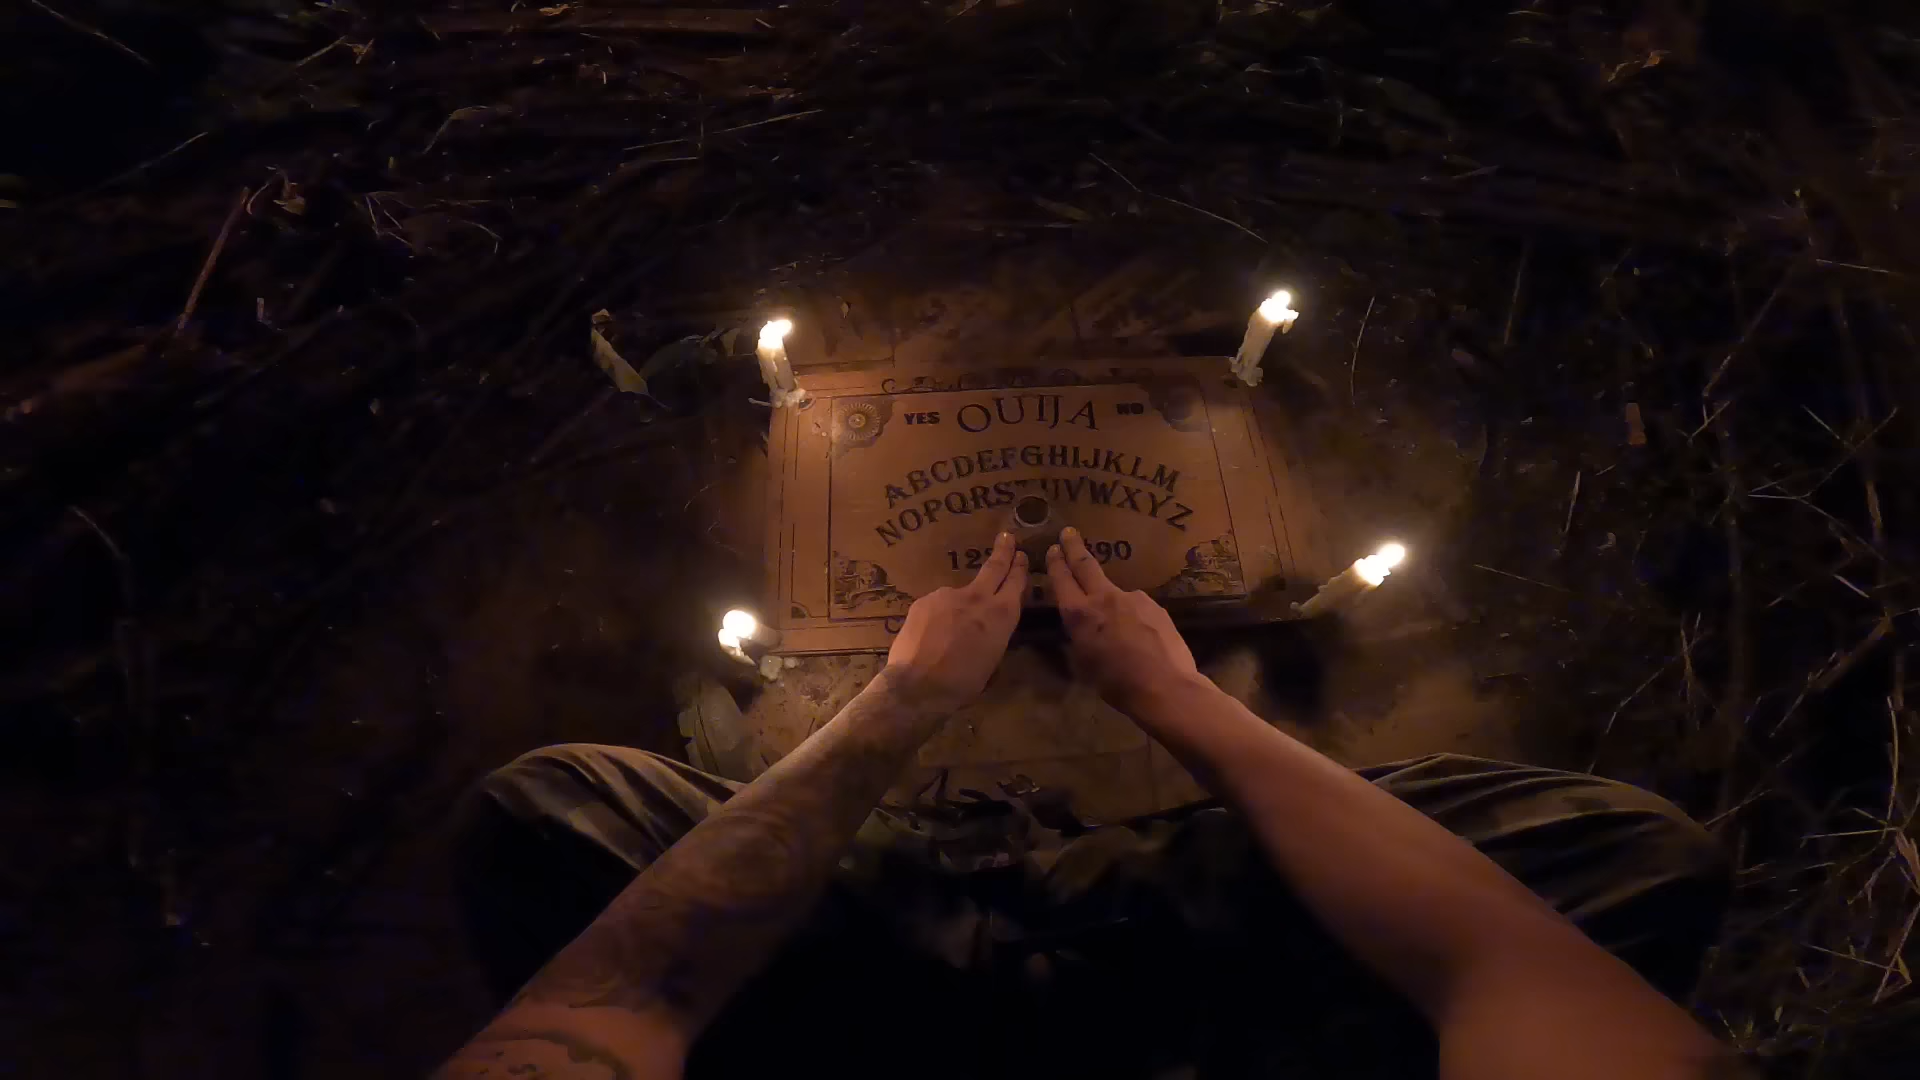 YES OUIJA NO
ABCDEFGHIJKLM
NOPQRS UVWXYZ
12 90